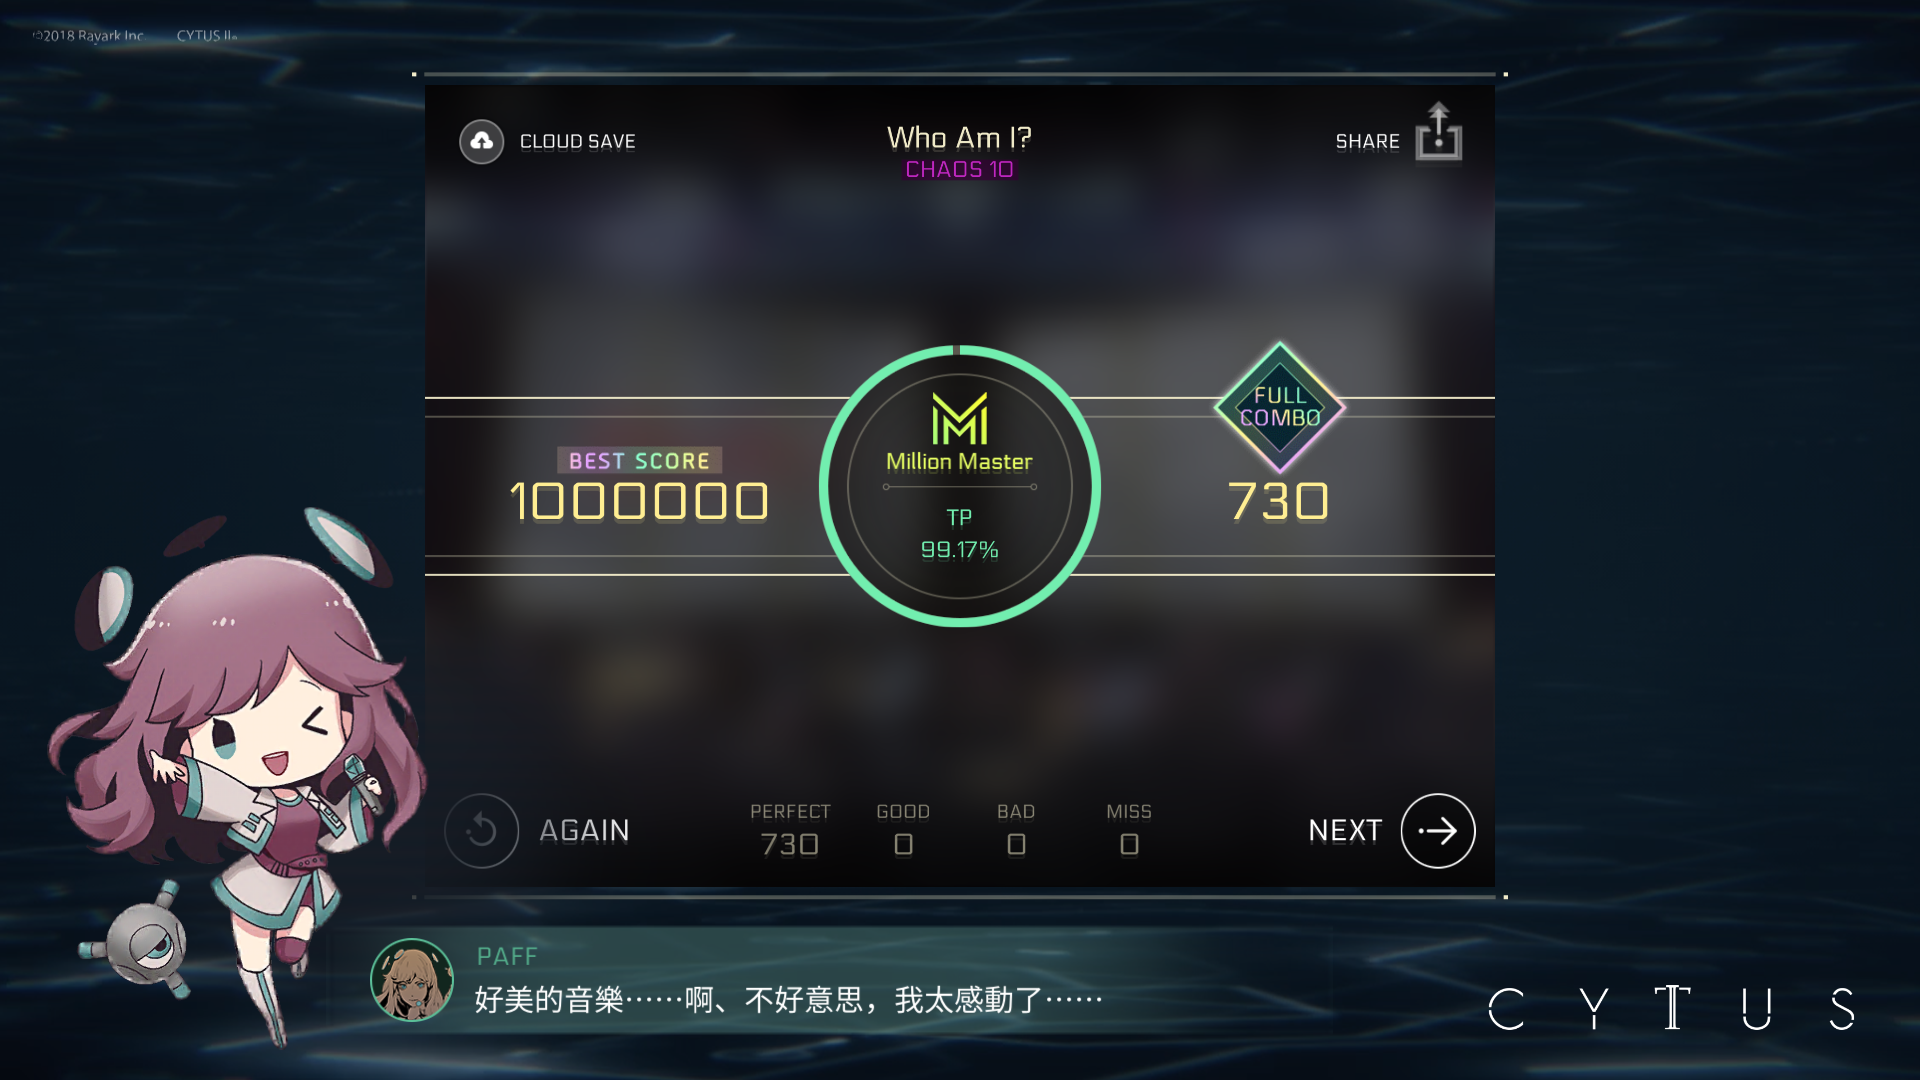 ©2018 Rayark Inc. CYTUS II
CLOUD SAVE
Who Am I?
CHAOS 10
SHARE
BEST SCORE
1000000
Million Master
TP
99.17%
FULL
COMBO
730
AGAIN
PERFECT
730
GOOD
0
BAD
0
MISS
0
NEXT
PAFF
好美的音樂⋯⋯啊、不好意思，我太感動了⋯⋯
CYTUS